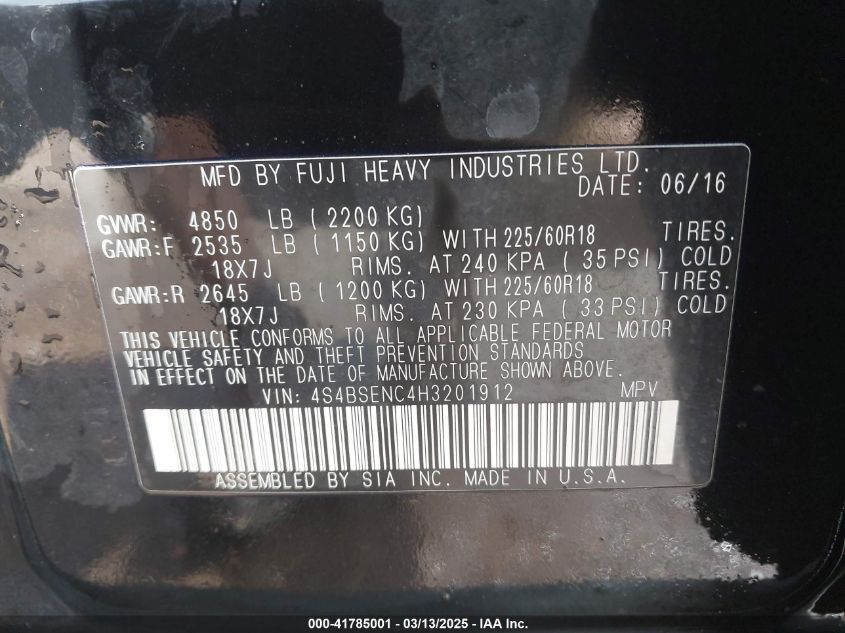 MFD BY FUJI HEAVY INDUSTRIES LTD.
DATE: 06/16
GVWR: 4850 LB ( 2200 KG)
GAWR:F 2535 LB ( 1150 KG) WITH 225/60R18 TIRES.
18X7J RIMS. AT 240 KPA ( 35 PSI) COLD
GAWR:R 2645 LB ( 1200 KG) WITH 225/60R18 TIRES.
18X7J RIMS. AT 230 KPA ( 33 PSI) COLD
THIS VEHICLE CONFORMS TO ALL APPLICABLE FEDERAL MOTOR
VEHICLE SAFETY AND THEFT PREVENTION STANDARDS
IN EFFECT ON THE DATE OF MANUFACTURE SHOWN ABOVE.
VIN: 4S4BSENC4H3201912 MPV
ASSEMBLED BY SIA INC. MADE IN U.S.A.
000-41785001 - 03/13/2025 - IAA Inc.